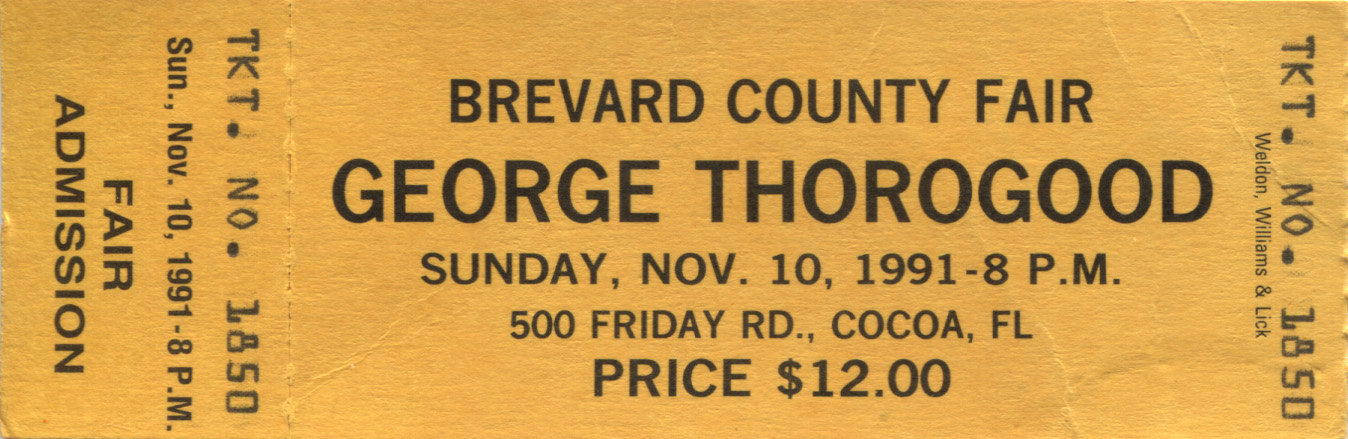 FAIR
ADMISSION
Sun., Nov. 10, 1991-8 P.M.
TKT. NO. 1850
BREVARD COUNTY FAIR
GEORGE THOROGOOD
SUNDAY, NOV. 10, 1991-8 P.M.
500 FRIDAY RD., COCOA, FL
PRICE $12.00
Weldon, Williams & Lick
TKT. NO. 1850